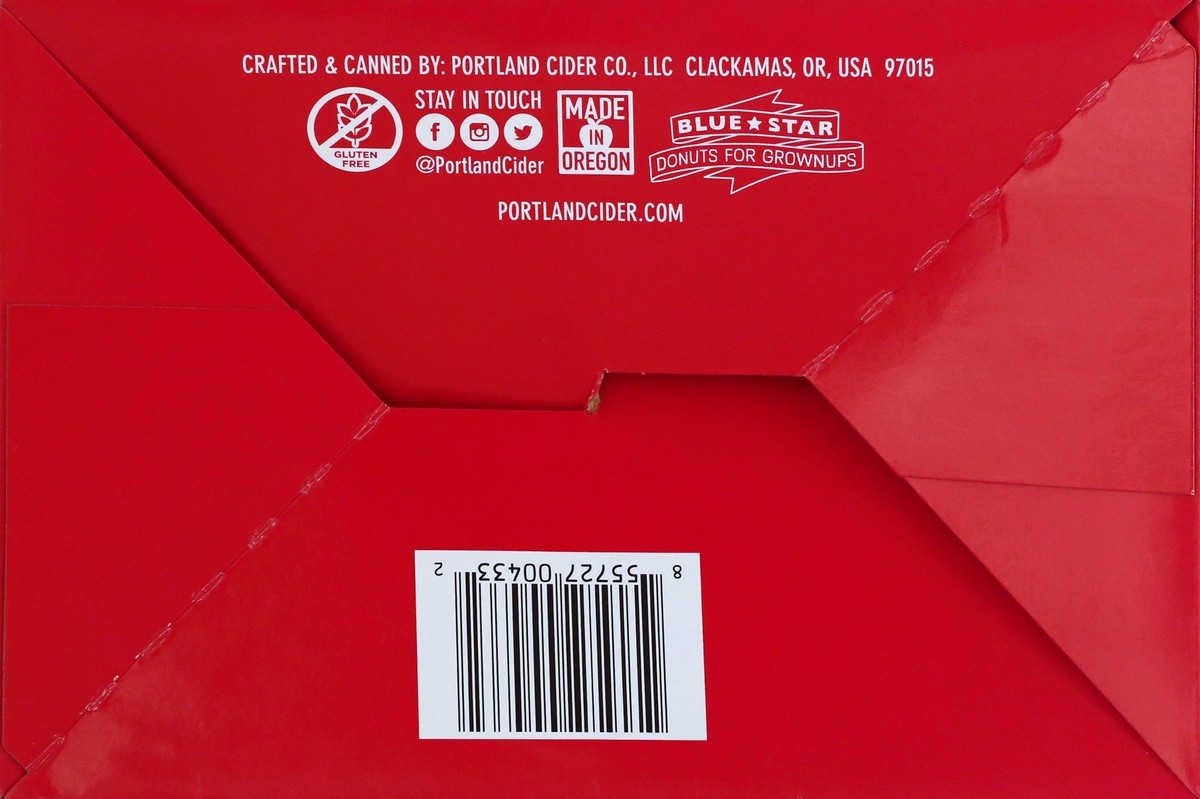 CRAFTED & CANNED BY: PORTLAND CIDER CO., LLC CLACKAMAS, OR, USA 97015
GLUTEN
FREE
STAY IN TOUCH
@PortlandCider
MADE
IN
OREGON
BLUE★STAR
DONUTS FOR GROWNUPS
PORTLANDCIDER.COM
8 55727 00433 2